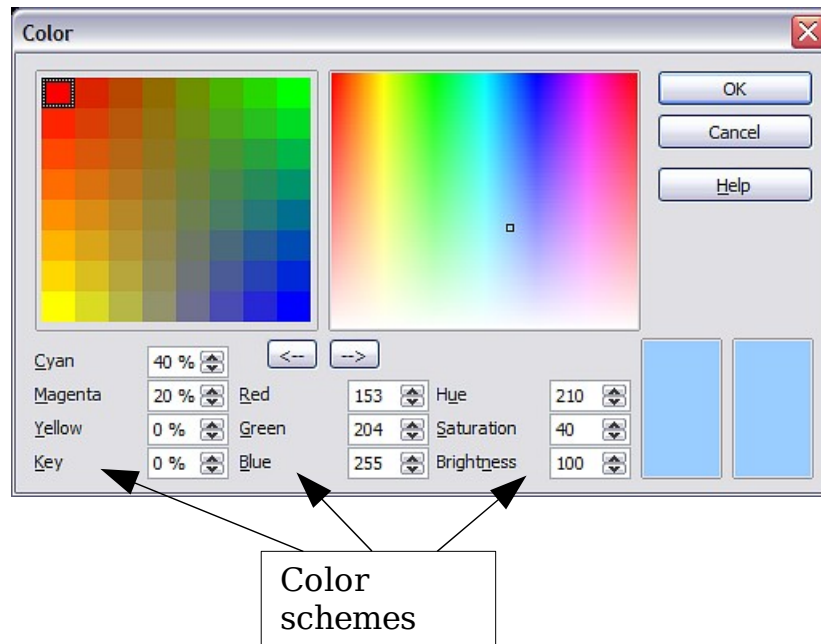 Color
OK
Cancel
Help
<-- -->
Cyan 40 %
Magenta 20 % Red 153 Hue 210
Yellow 0 % Green 204 Saturation 40
Key 0 % Blue 255 Brightness 100
Color
schemes